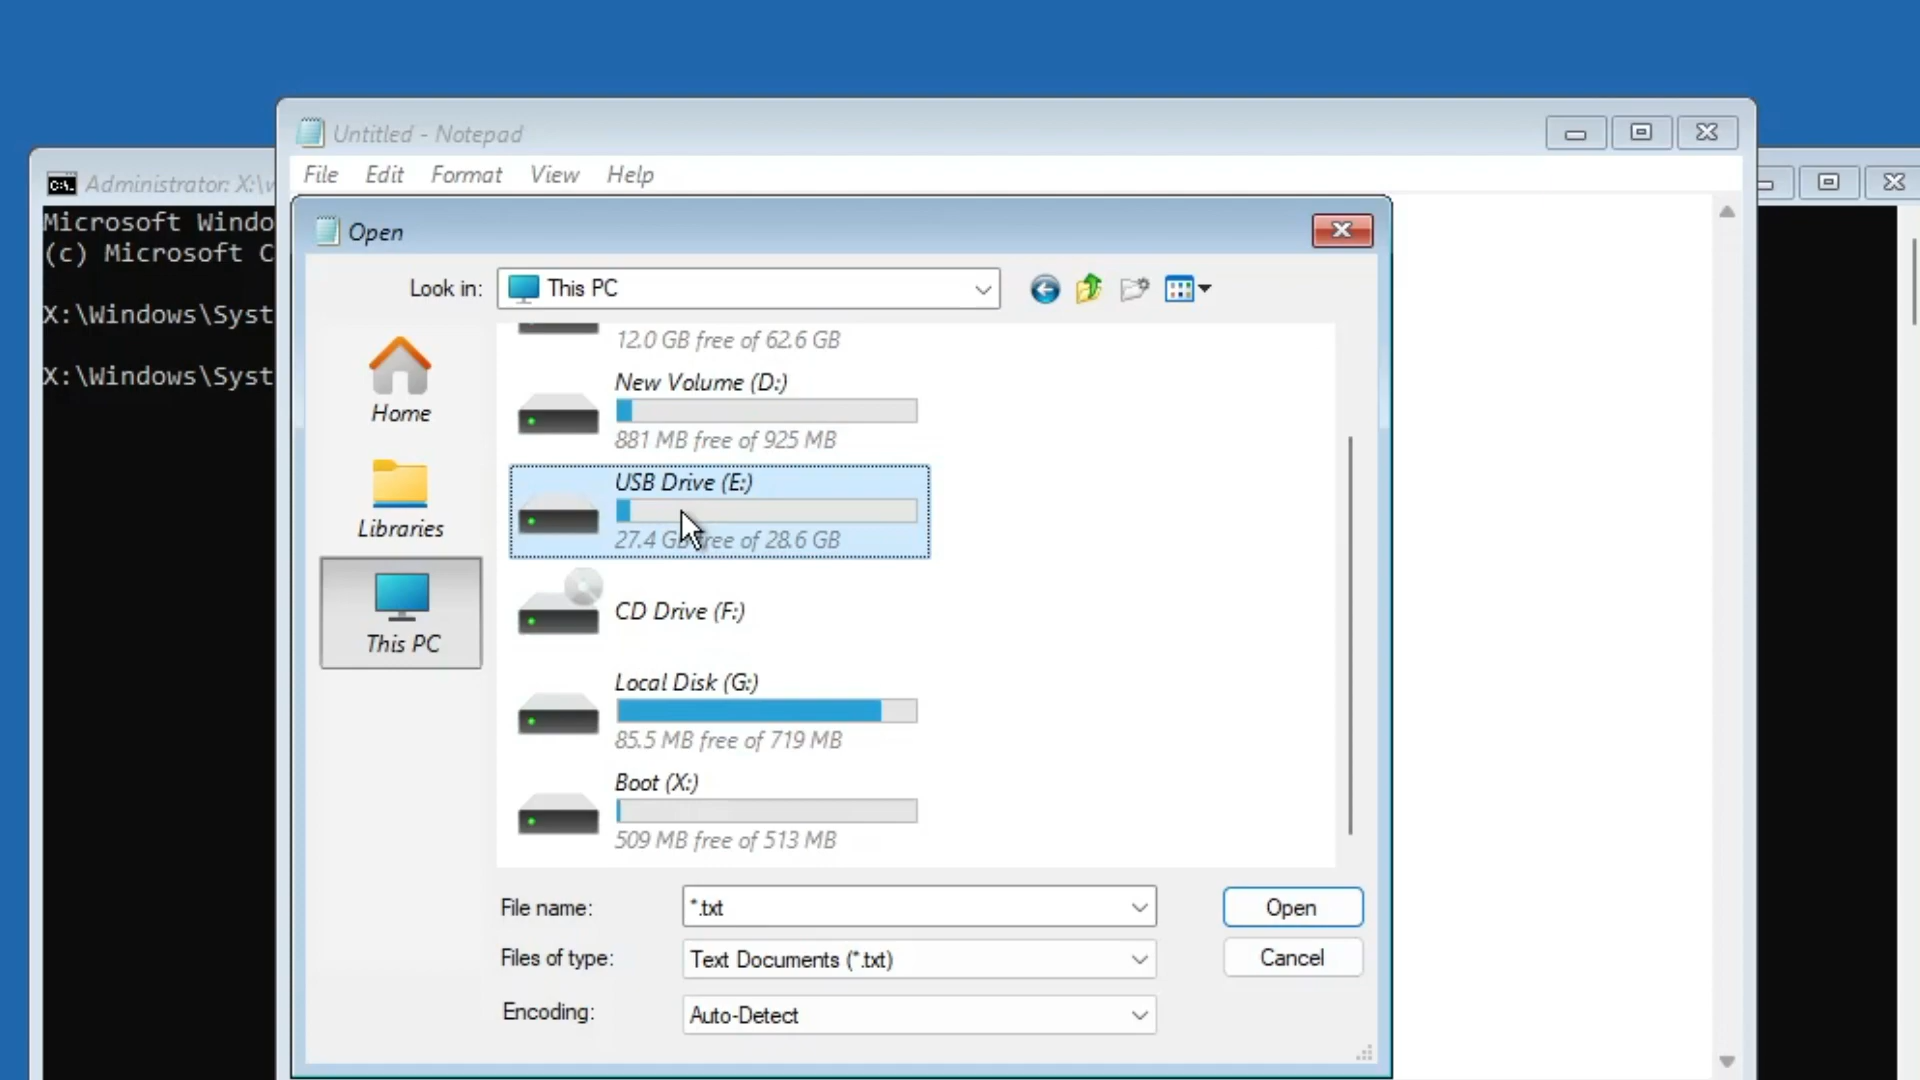 Untitled - Notepad
File Edit Format View Help
Administrator: X:\w
Microsoft Windo
(c) Microsoft C
X:\Windows\Syst
X:\Windows\Syst
Open
Look in: This PC
Home
Libraries
This PC
12.0 GB free of 62.6 GB
New Volume (D:)
881 MB free of 925 MB
USB Drive (E:)
27.4 GB free of 28.6 GB
CD Drive (F:)
Local Disk (G:)
85.5 MB free of 719 MB
Boot (X:)
509 MB free of 513 MB
File name: *.txt Open
Files of type: Text Documents (*.txt) Cancel
Encoding: Auto-Detect